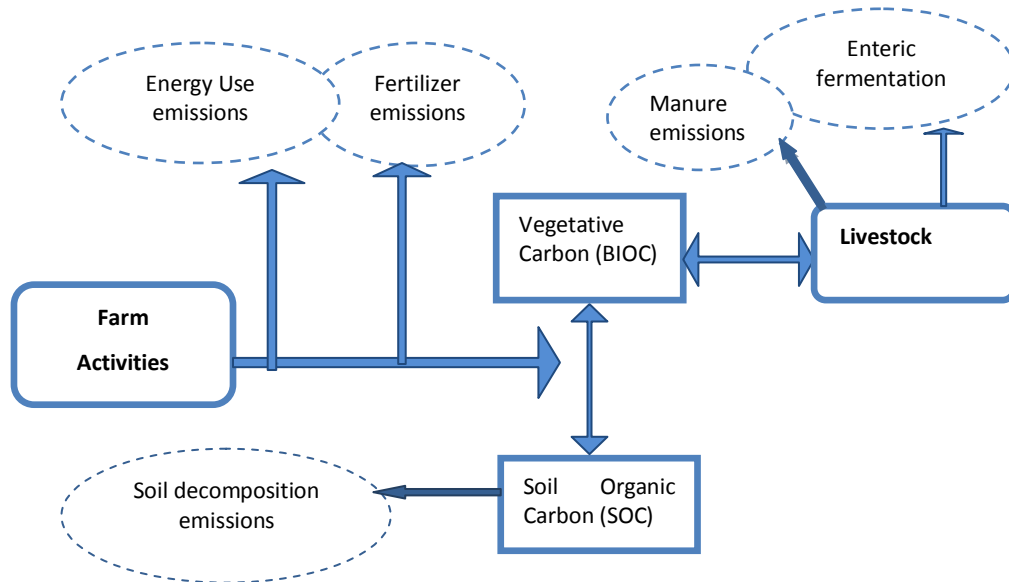 Energy Use
emissions
Fertilizer
emissions
Enteric
fermentation
Manure
emissions
Vegetative
Carbon (BIOC)
Livestock
Farm
Activities
Soil decomposition
emissions
Soil Organic
Carbon (SOC)